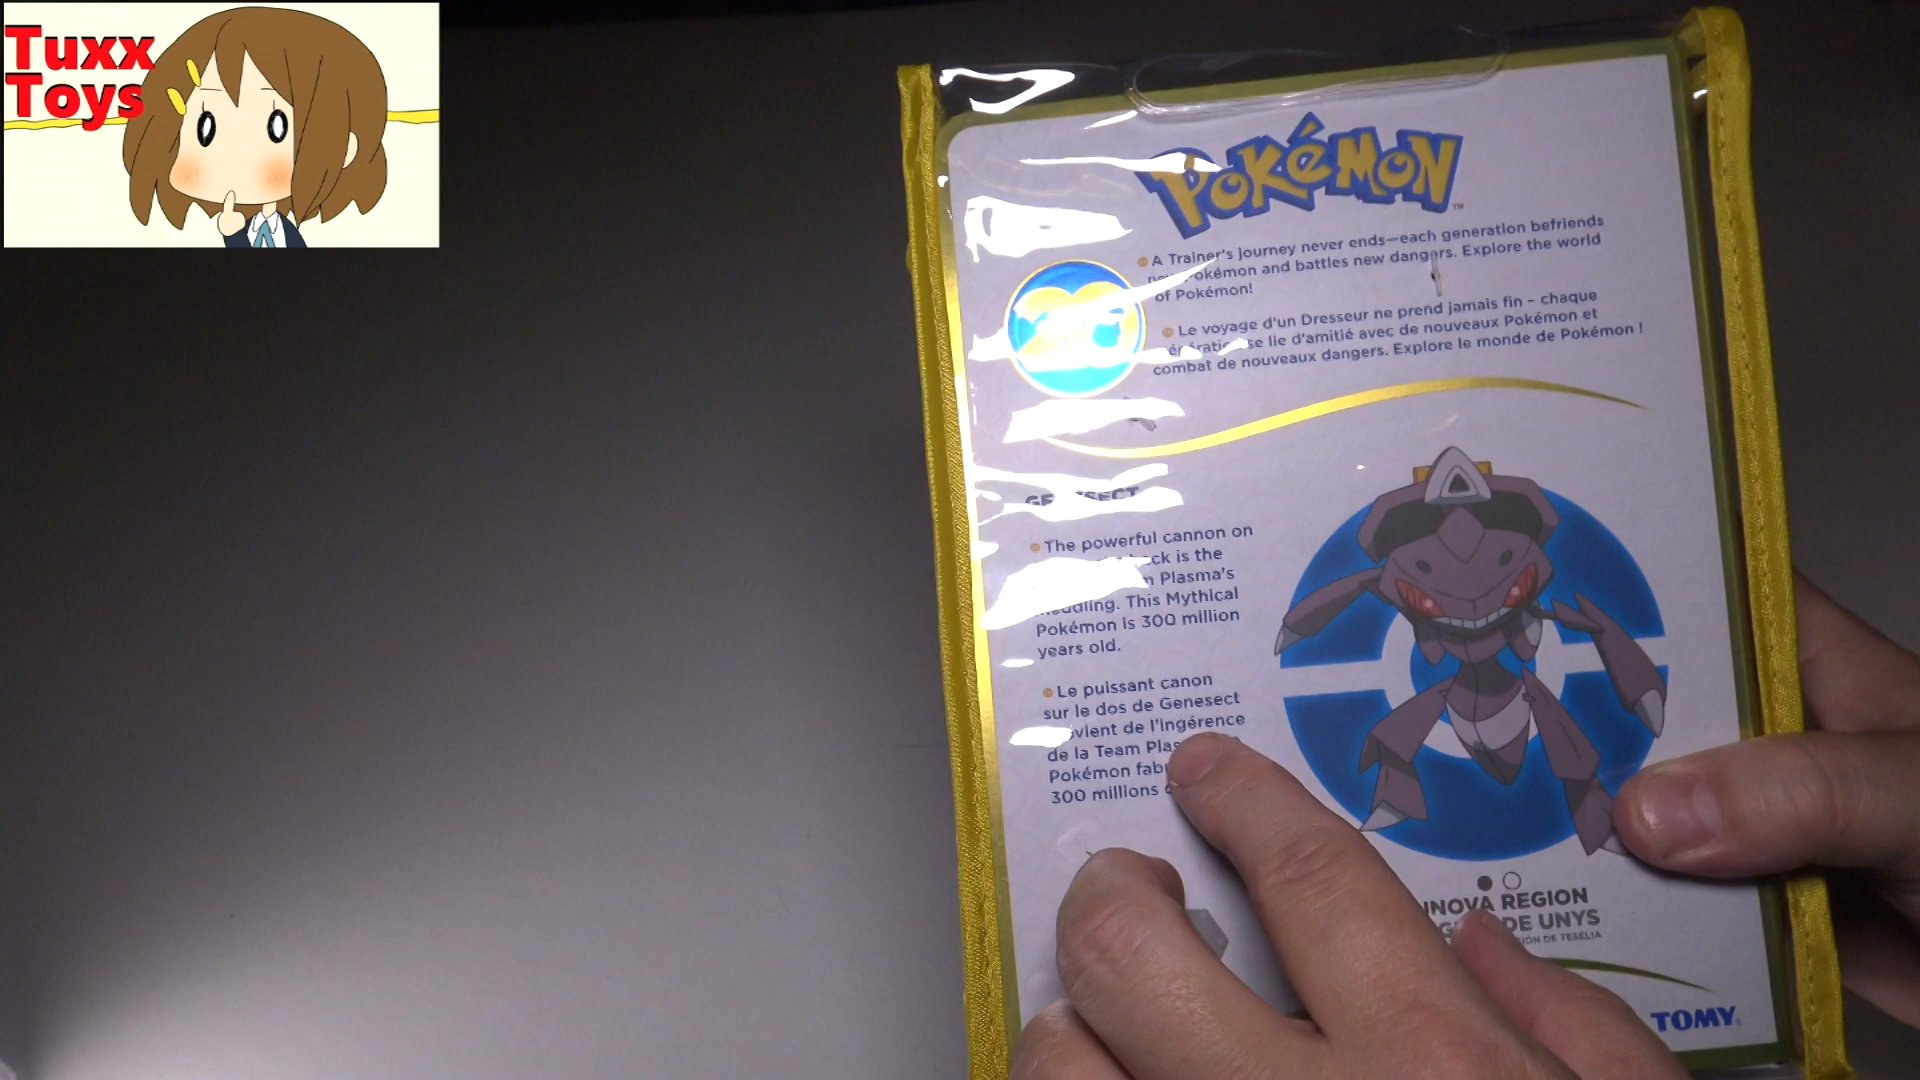 Tuxx
Toys
POKéMON
TM
A Trainer's journey never ends—each generation befriends
Pokémon and battles new dangers. Explore the world
of Pokémon!
Le voyage d'un Dresseur ne prend jamais fin - chaque
se lie d'amitié avec de nouveaux Pokémon et
combat de nouveaux dangers. Explore le monde de Pokémon !
The powerful cannon on
is the
Plasma's
This Mythical
Pokémon is 300 million
years old.
Le puissant canon
sur le dos de Genesect
de l'ingérence
de la Team
Pokémon
300 millions
REGION
DE UNYS
DE TESELIA
TOMY